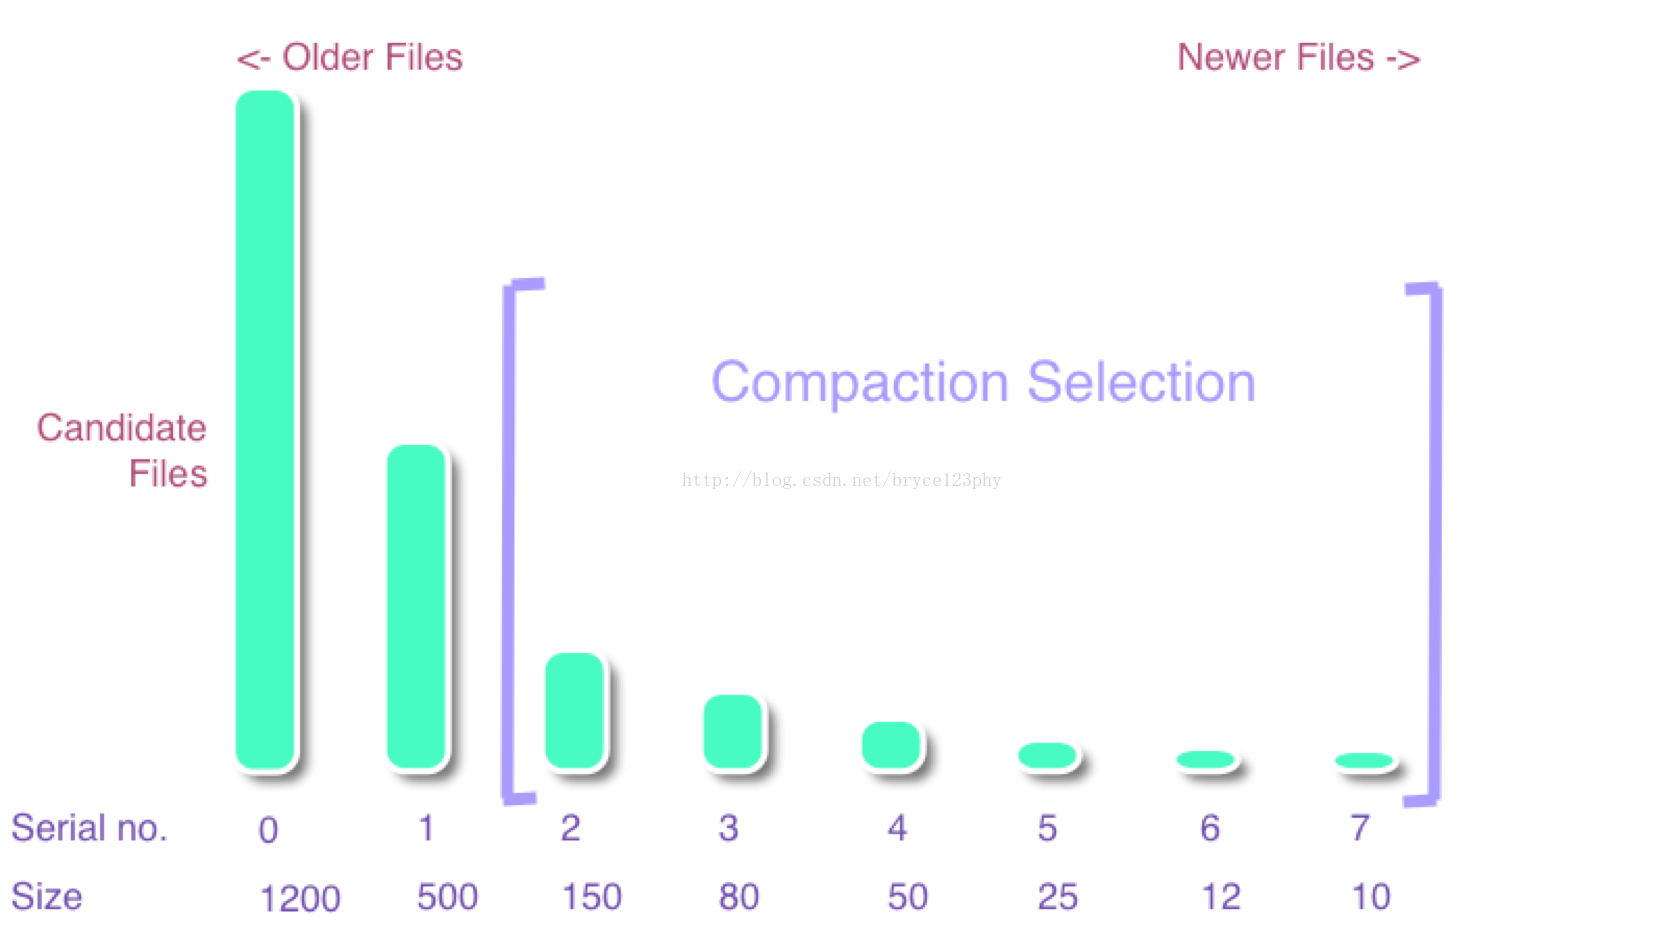 <- Older Files
Newer Files ->
Compaction Selection
Candidate
Files
http://blog.csdn.net/bryce123phy
Serial no. 0 1 2 3 4 5 6 7
Size 1200 500 150 80 50 25 12 10